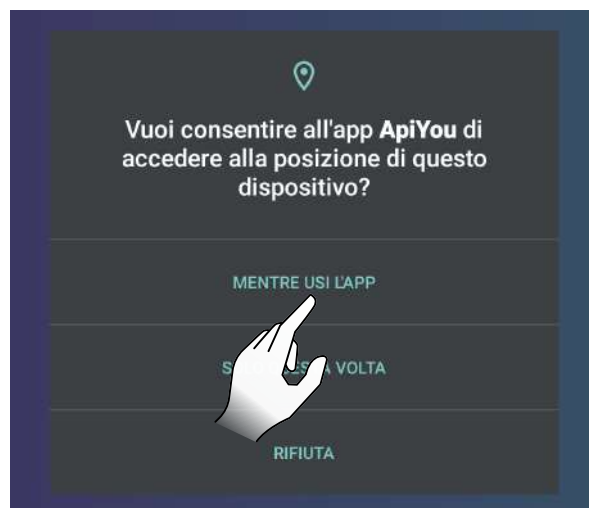 Vuoi consentire all'app ApiYou di
accedere alla posizione di questo
dispositivo?
MENTRE USI L'APP
VOLTA
RIFIUTA